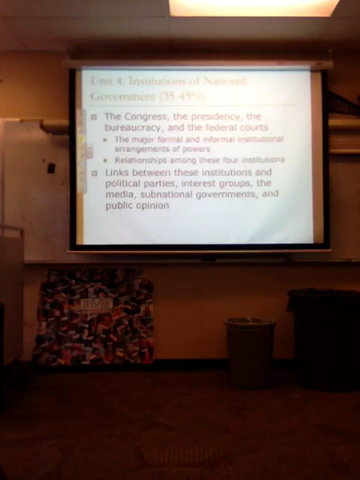 Unit 4: Institutions of National
Government (35-45%)
The Congress, the presidency, the
bureaucracy, and the federal courts
The major formal and informal institutional
arrangements of powers
Relationships among these four institutions
Links between these institutions and
political parties, interest groups, the
media, subnational governments, and
public opinion